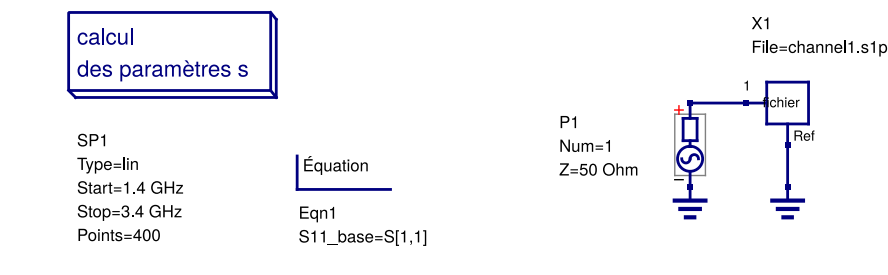 calcul
des paramètres s
SP1
Type=lin
Start=1.4 GHz
Stop=3.4 GHz
Points=400
Équation
Eqn1
S11_base=S[1,1]
P1
Num=1
Z=50 Ohm
X1
File=channel1.s1p
1
fichier
Ref